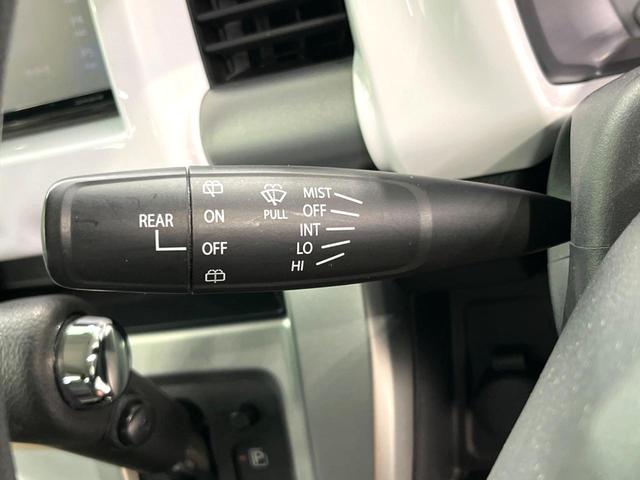 REAR
ON
OFF
PULL
MIST
OFF
INT
LO
HI
P